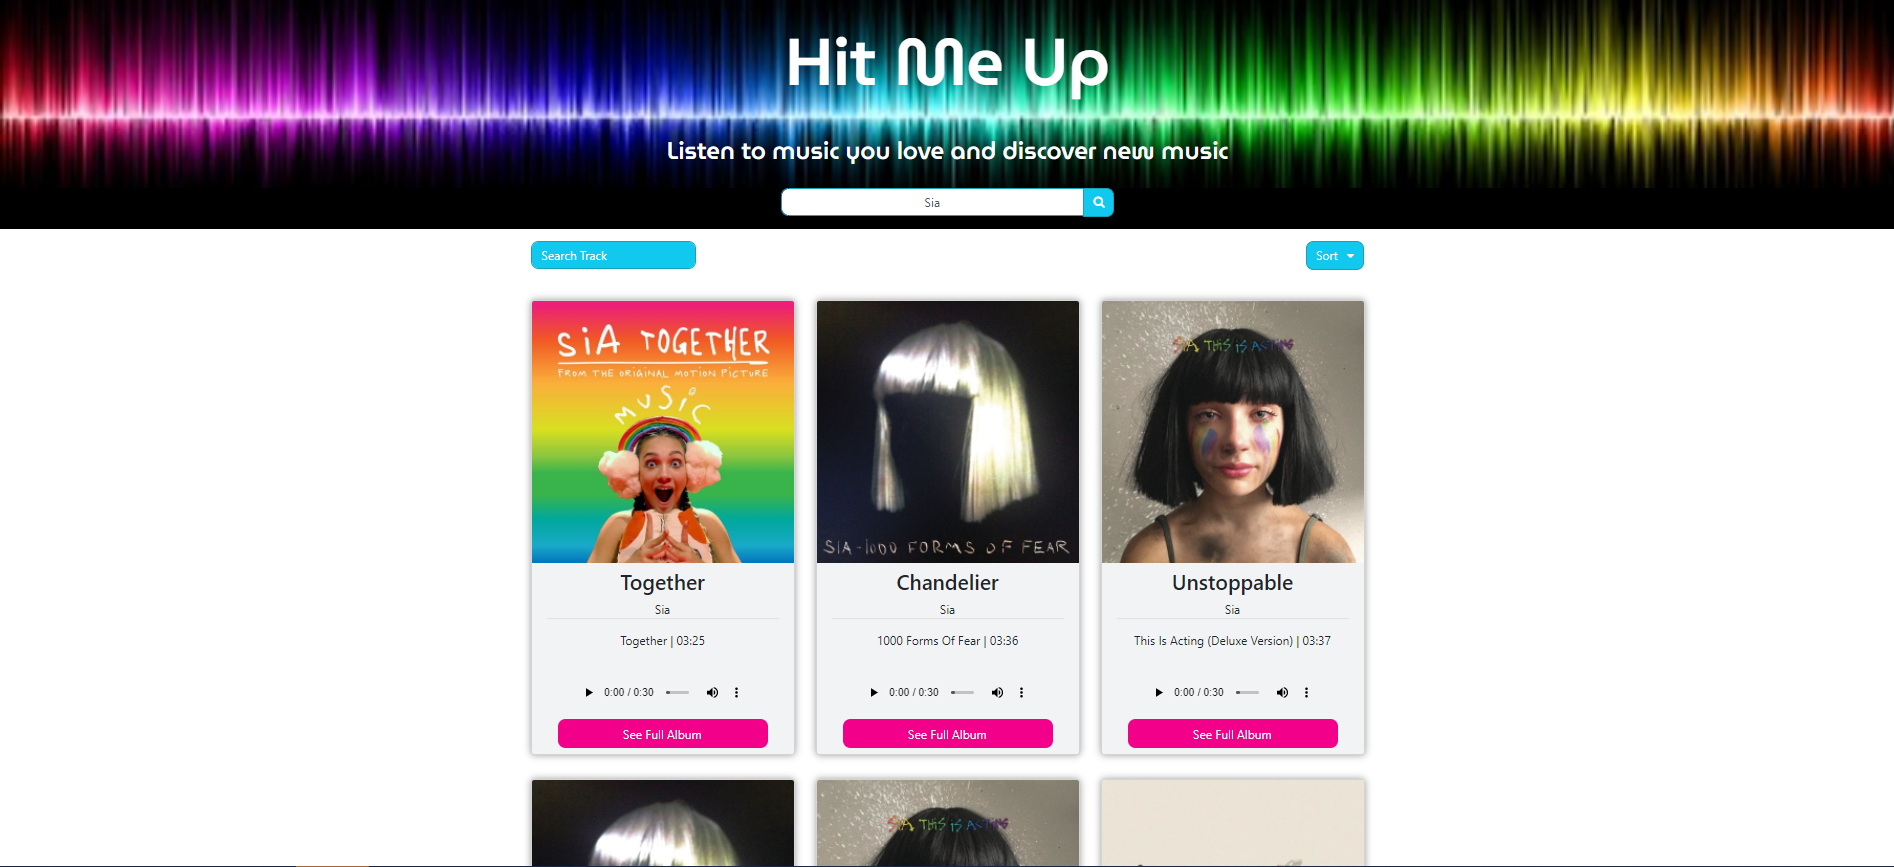 Hit Me Up
Listen to music you love and discover new music
Sia
Search Track
Sort
SiA TOGETHER
FROM THE ORIGINAL MOTION PICTURE
MUSIC
SIA - 1000 FORMS OF FEAR
SIA THIS IS ACTING
Together
Sia
Together | 03:25
0:00 / 0:30
See Full Album
Chandelier
Sia
1000 Forms Of Fear | 03:36
0:00 / 0:30
See Full Album
Unstoppable
Sia
This Is Acting (Deluxe Version) | 03:37
0:00 / 0:30
See Full Album
SIA THIS IS ACTING